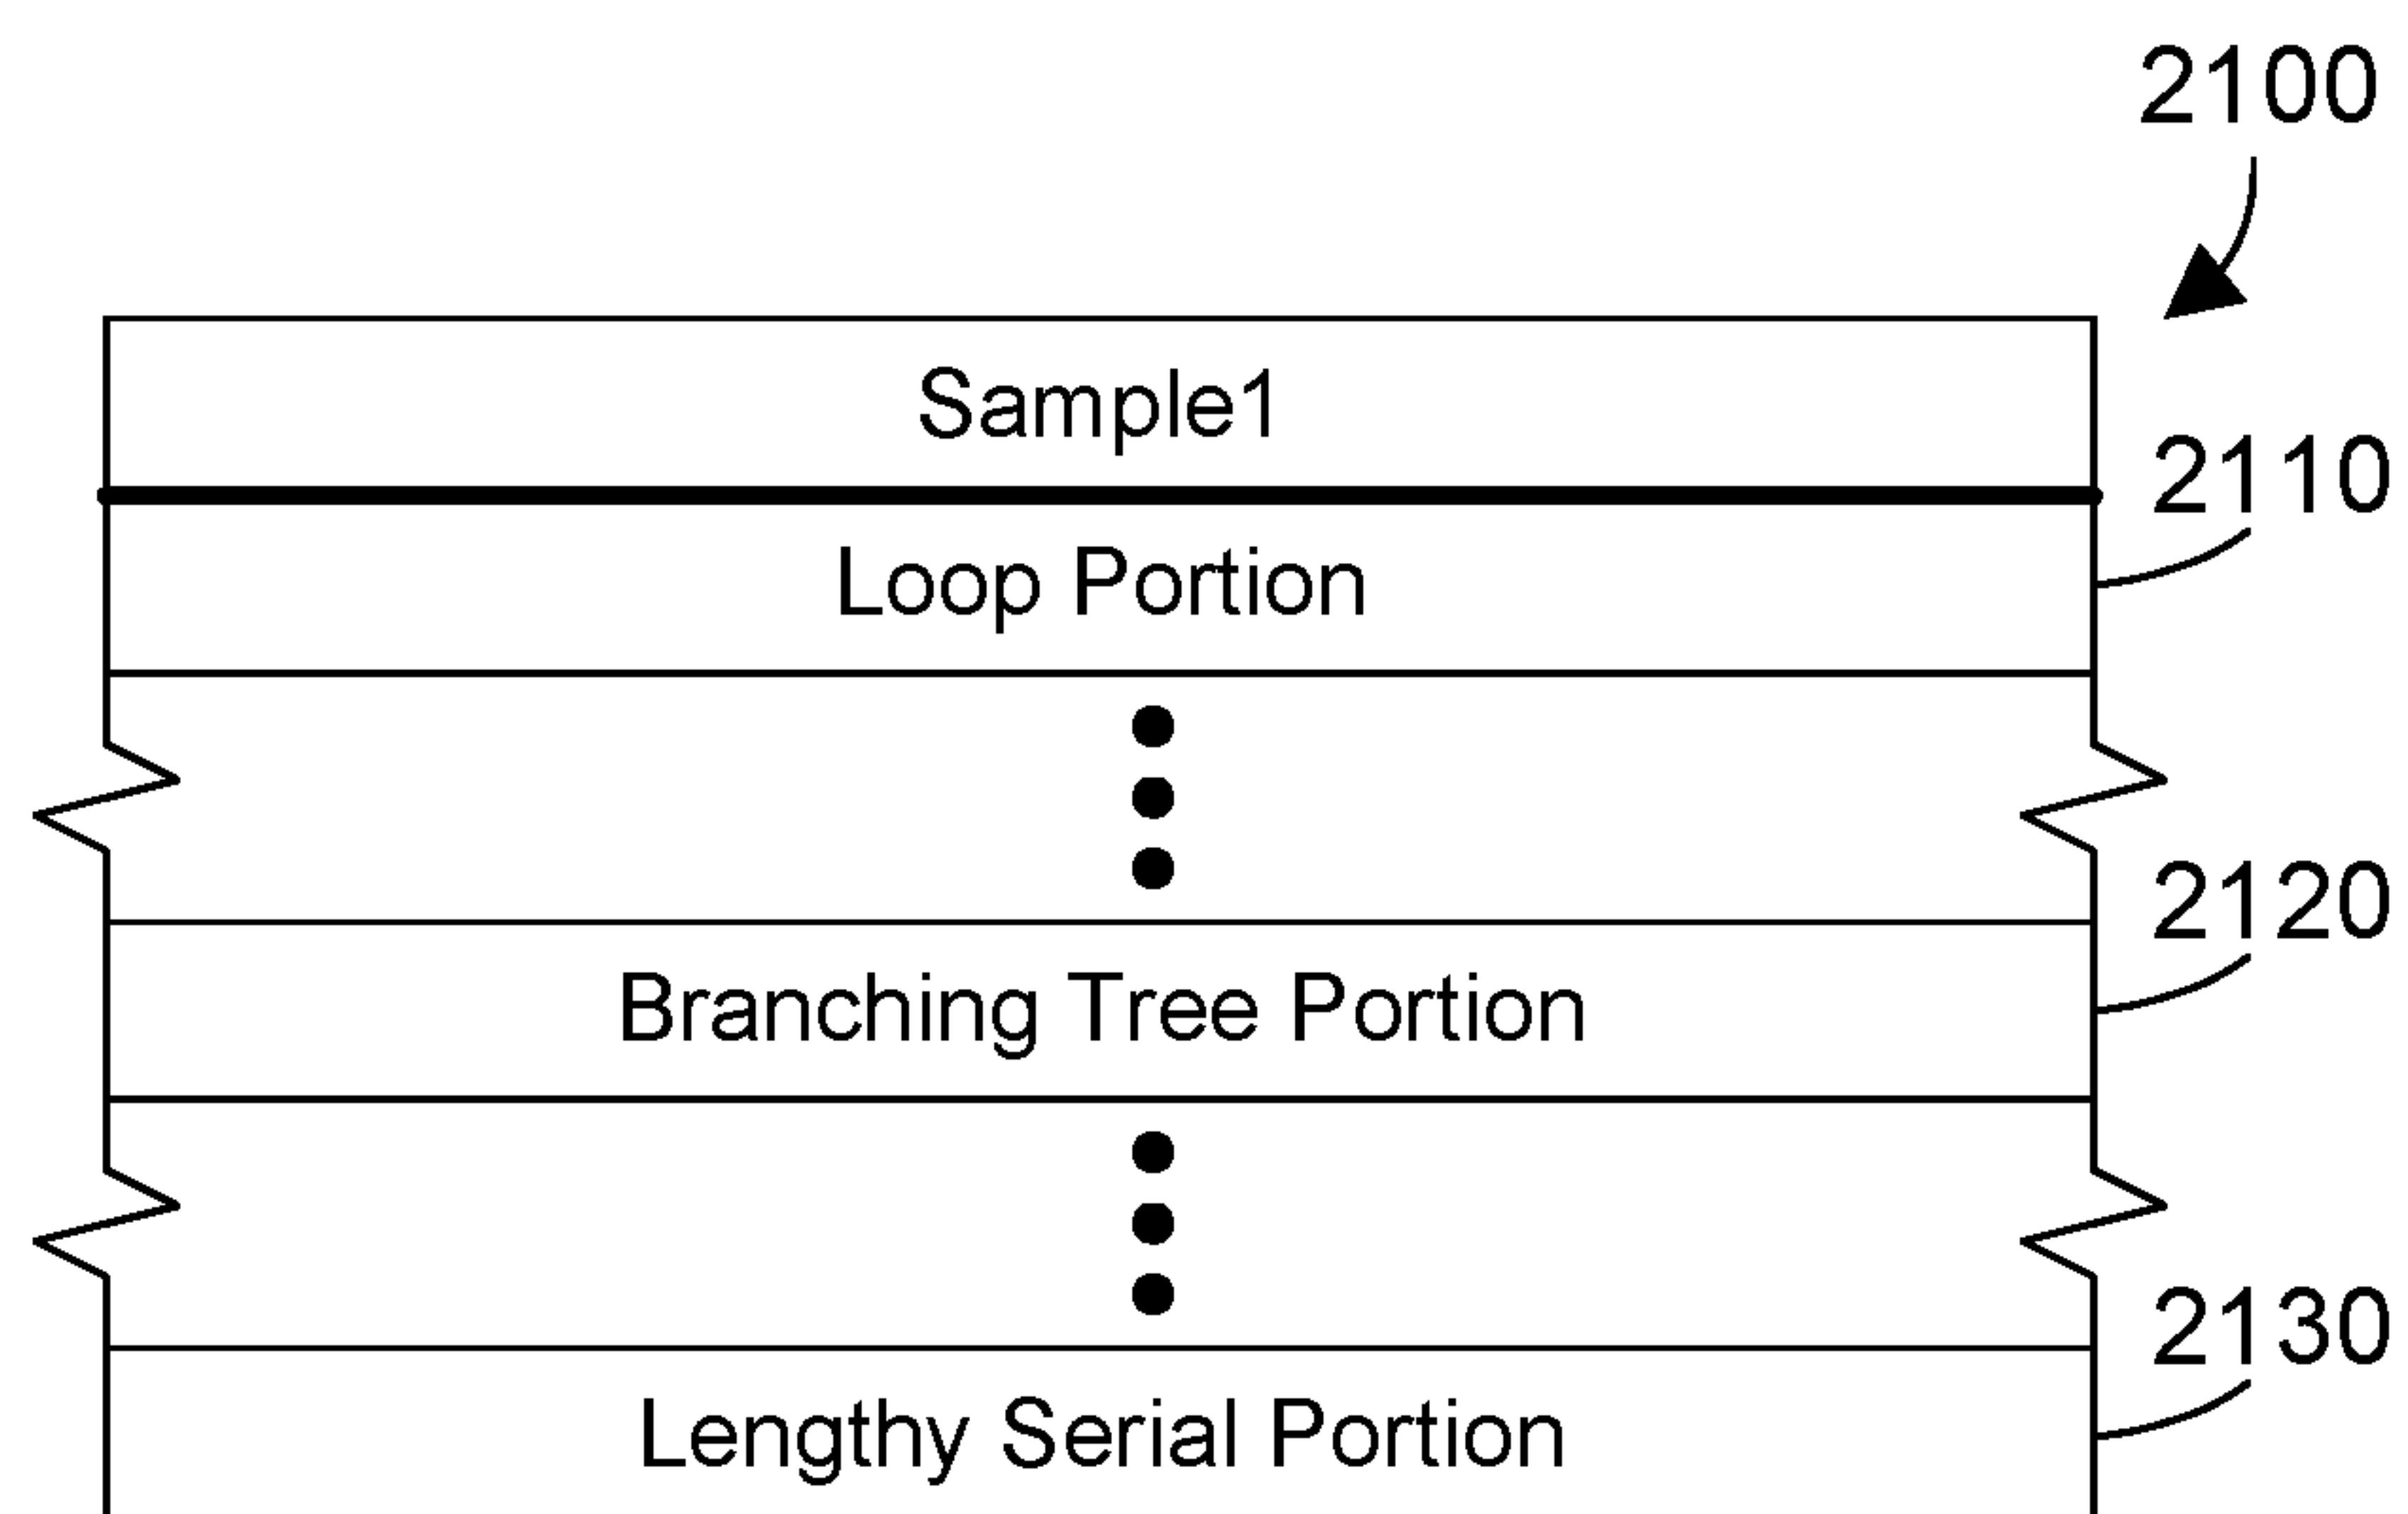 2100
Sample1
2110
Loop Portion
2120
Branching Tree Portion
2130
Lengthy Serial Portion